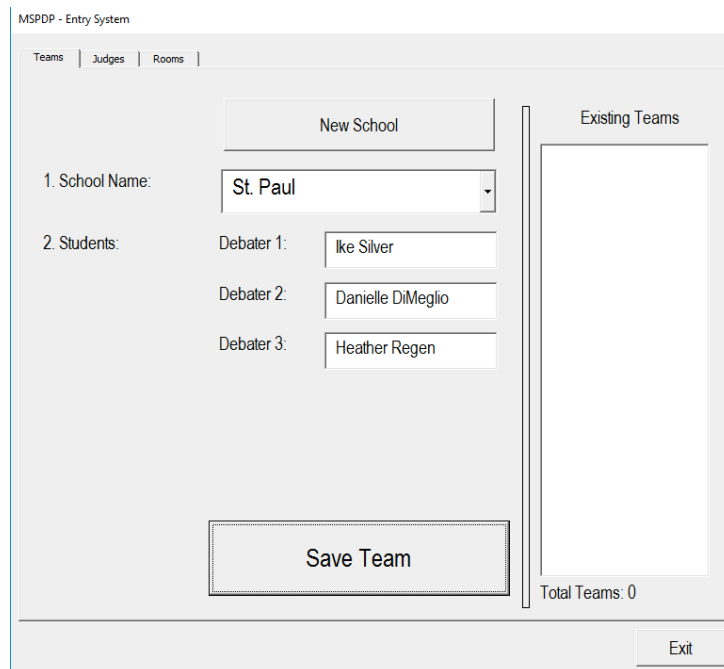 MSPDP - Entry System
Teams
Judges
Rooms
New School
1. School Name:
St. Paul
2. Students:
Debater 1:
Ike Silver
Debater 2:
Danielle DiMeglio
Debater 3:
Heather Regen
Save Team
Existing Teams
Total Teams: 0
Exit